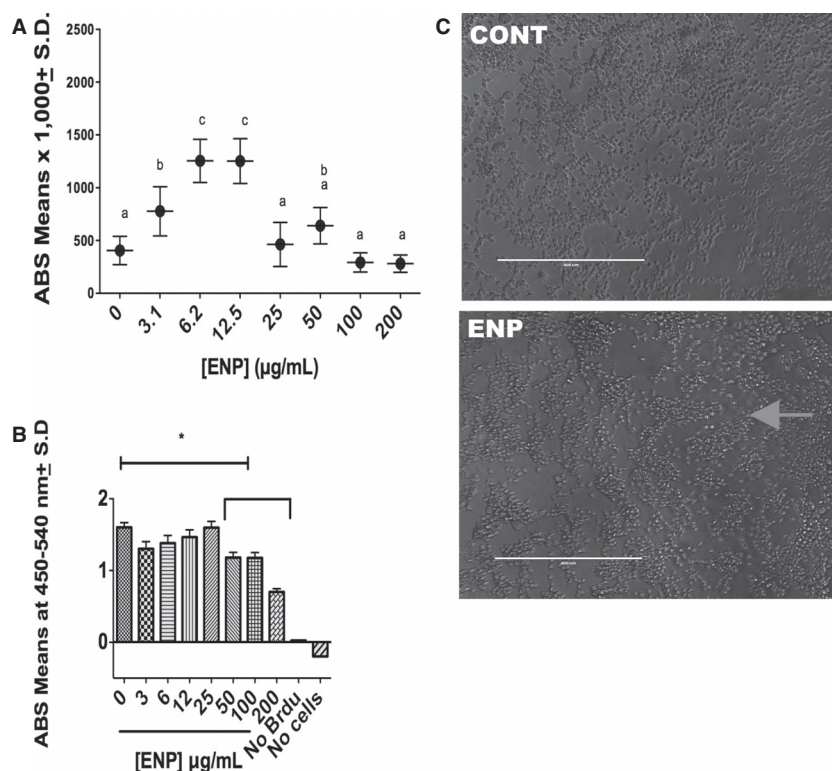 A
ABS Means x 1,000± S.D.
2500
2000
1500
1000
500
0
a
b
c
c
a
b
a
a
a
0
3.1
6.2
12.5
25
50
100
200
[ENP] (µg/mL)
B
ABS Means at 450-540 nm± S.D
*
2
1
0
0
3
6
12
25
50
100
200
No Brdu
No cells
[ENP] µg/mL
C
CONT
ENP